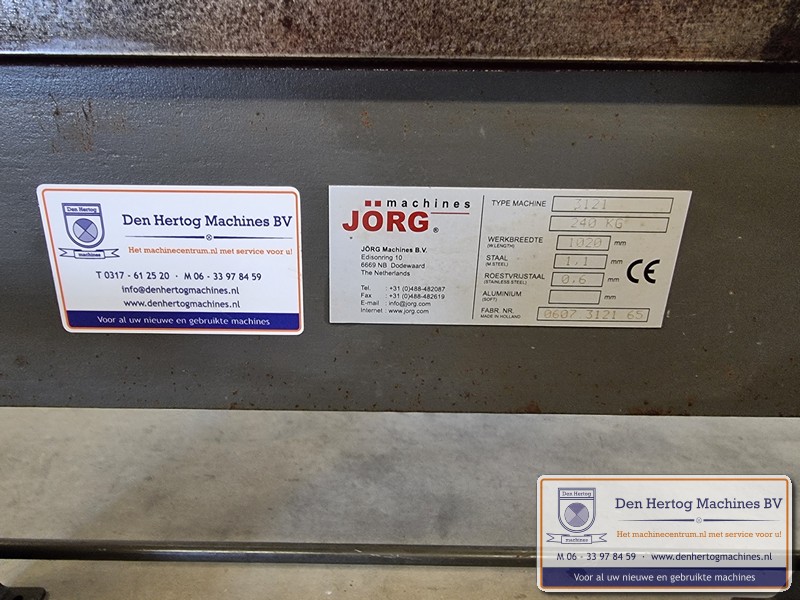 Den Hertog
machines
Den Hertog Machines BV
Het machinecentrum.nl met service voor u!
T 0317 - 61 25 20 · M 06 - 33 97 84 59
info@denhertogmachines.nl
www.denhertogmachines.nl
Voor al uw nieuwe en gebruikte machines
machines
JÖRG®
JÖRG Machines B.V.
Edisonring 10
6669 NB Dodewaard
The Netherlands
Tel. : +31 (0)488-482087
Fax : +31 (0)488-482619
E-mail : info@jorg.com
Internet : www.jorg.com
TYPE MACHINE 3121
240 KG
WERKBREEDTE 1020 mm
(W.LENGTH)
STAAL 1,1 mm
(M.STEEL)
ROESTVRIJSTAAL 0,6 mm
(STAINLESS STEEL)
ALUMINIUM mm
(SOFT)
FABR. NR. 0607 3121 65
MADE IN HOLLAND
CE
Den Hertog
machines
Den Hertog Machines BV
Het machinecentrum.nl met service voor u!
M 06 - 33 97 84 59 · www.denhertogmachines.nl
Voor al uw nieuwe en gebruikte machines